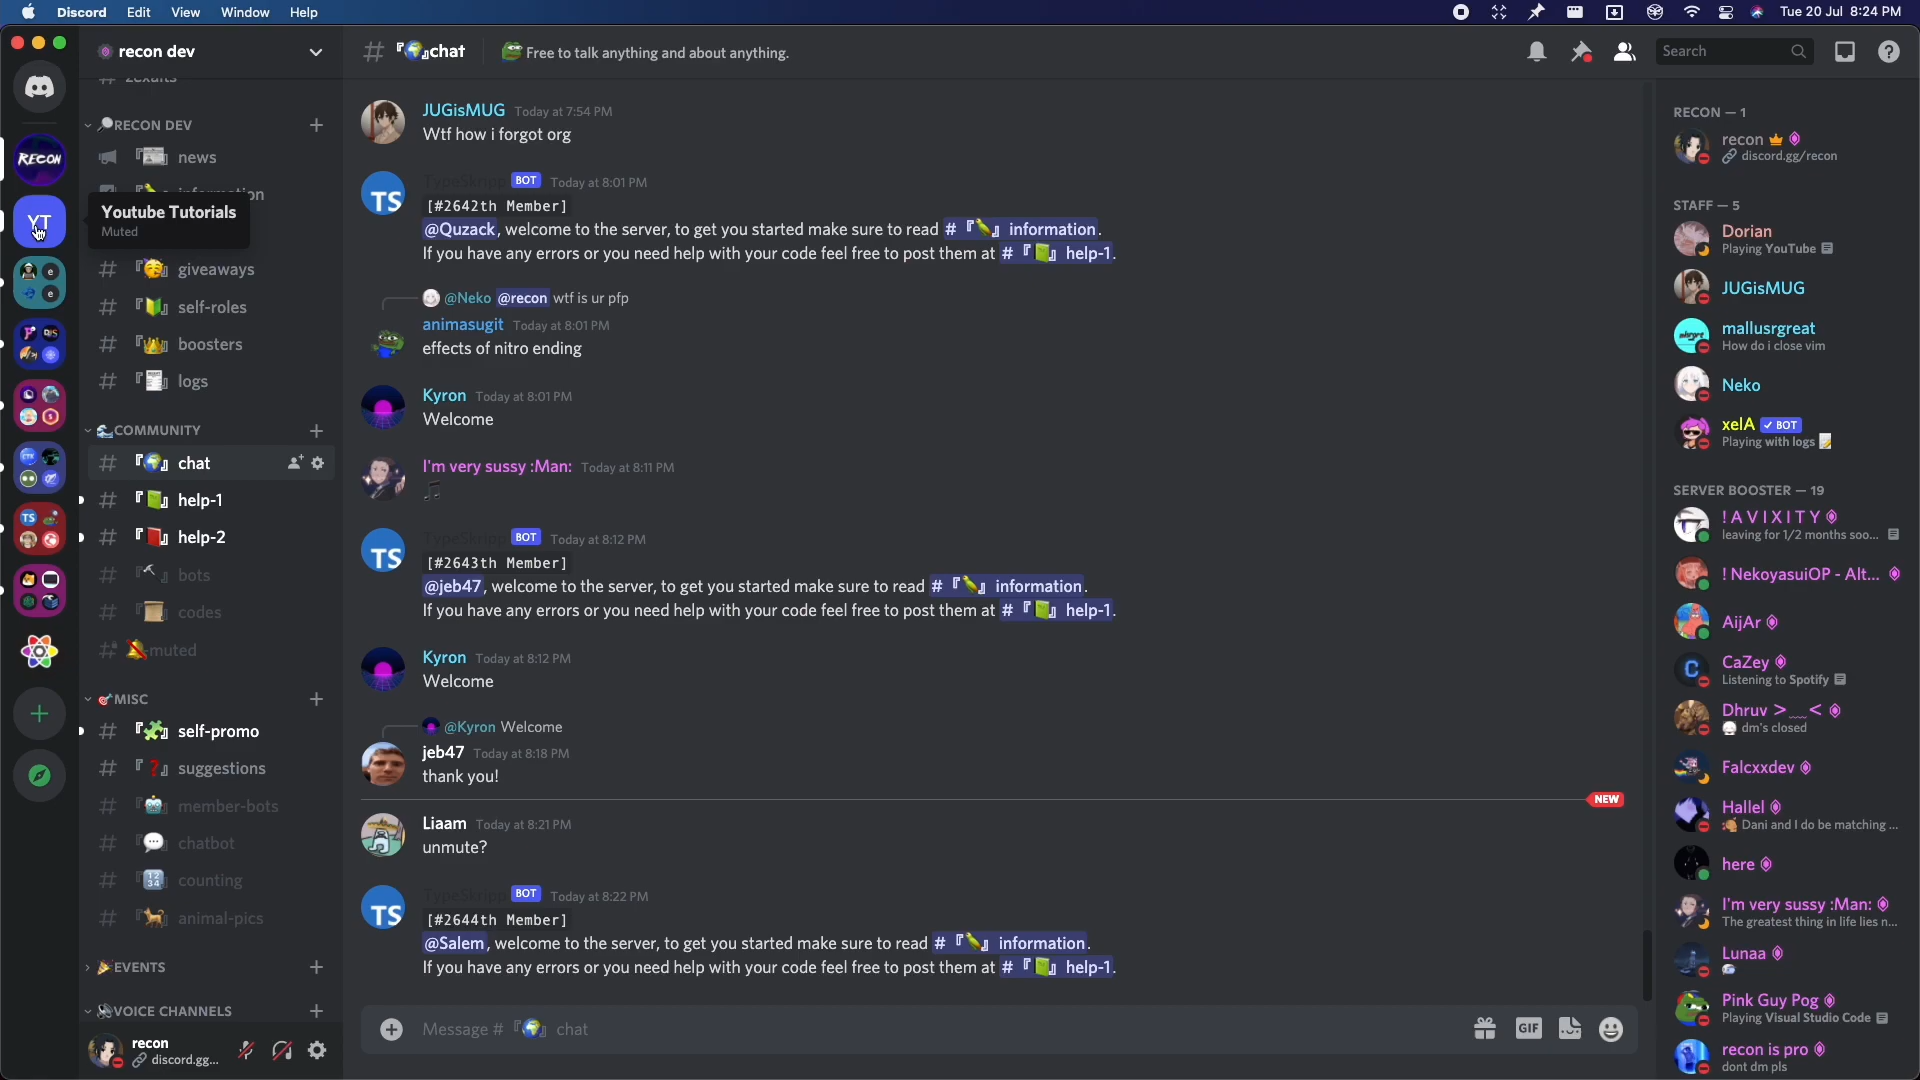 Discord Edit View Window Help
Tue 20 Jul 8:24 PM
recon dev
RECON DEV
news
Youtube Tutorials
Muted
giveaways
self-roles
boosters
logs
COMMUNITY
chat
help-1
help-2
bots
codes
muted
MISC
self-promo
suggestions
member-bots
chatbot
counting
animal-pics
EVENTS
VOICE CHANNELS
recon
discord.gg...
RECON
YT
TS
# 『🌍』chat
Free to talk anything and about anything.
Search
JUGisMUG Today at 7:54 PM
Wtf how i forgot org
TS
BOT Today at 8:01 PM
[#2642th Member]
@Quzack, welcome to the server, to get you started make sure to read # 『』 information.
If you have any errors or you need help with your code feel free to post them at # 『📗』 help-1.
@Neko @recon wtf is ur pfp
animasugit Today at 8:01 PM
effects of nitro ending
Kyron Today at 8:01 PM
Welcome
I'm very sussy :Man: Today at 8:11 PM
TS
BOT Today at 8:12 PM
[#2643th Member]
@jeb47, welcome to the server, to get you started make sure to read # 『』 information.
If you have any errors or you need help with your code feel free to post them at # 『📗』 help-1.
Kyron Today at 8:12 PM
Welcome
@Kyron Welcome
jeb47 Today at 8:18 PM
thank you!
NEW
Liaam Today at 8:21 PM
unmute?
TS
BOT Today at 8:22 PM
[#2644th Member]
@Salem, welcome to the server, to get you started make sure to read # 『』 information.
If you have any errors or you need help with your code feel free to post them at # 『📗』 help-1.
Message # 『🌍』 chat
GIF
RECON — 1
recon
discord.gg/recon
STAFF — 5
Dorian
Playing YouTube
JUGisMUG
mallusrgreat
How do i close vim
Neko
xelA ✓ BOT
Playing with logs
SERVER BOOSTER — 19
! A V I X I T Y
leaving for 1/2 months soo...
! NekoyasuiOP - Alt...
AijAr
CaZey
Listening to Spotify
Dhruv >﹏<
dm's closed
Falcxxdev
Hallel
Dani and I do be matching ...
here
I'm very sussy :Man:
The greatest thing in life lies n...
Lunaa
Pink Guy Pog
Playing Visual Studio Code
recon is pro
dont dm pls